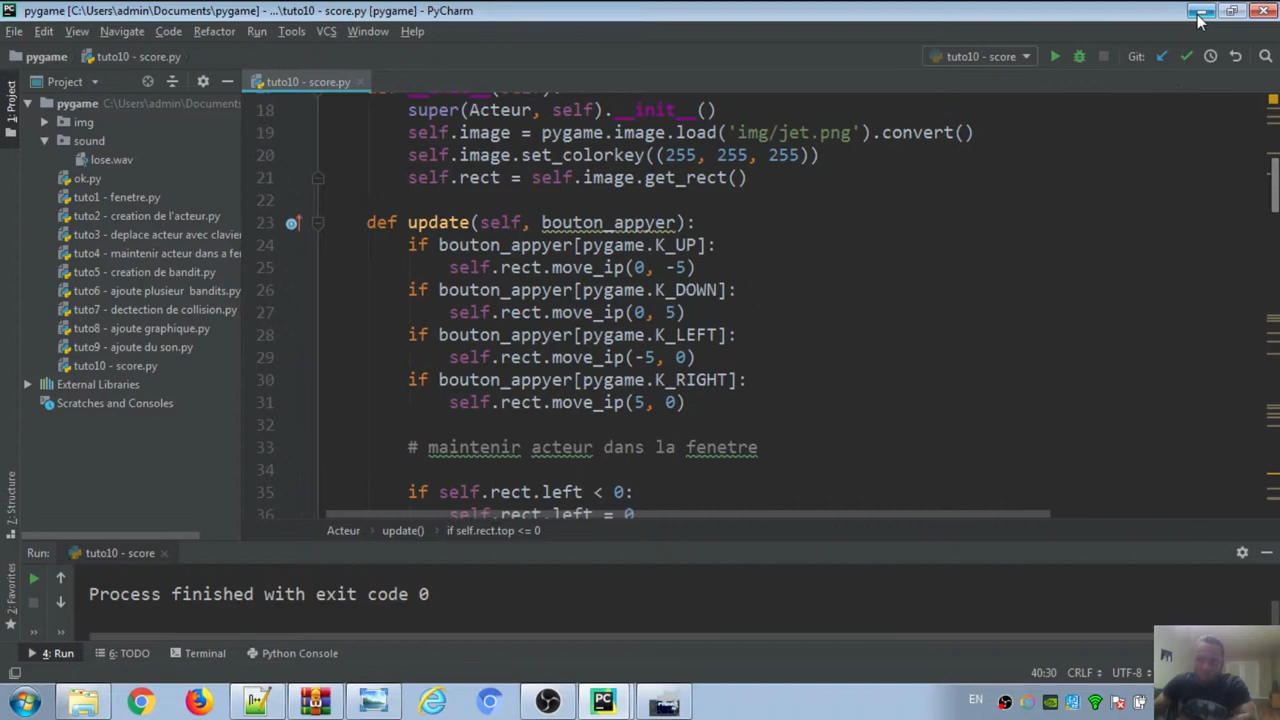 pygame [C:\Users\admin\Documents\pygame] - ...\tuto10 - score.py [pygame] - PyCharm
File Edit View Navigate Code Refactor Run Tools VCS Window Help
pygame tuto10 - score.py tuto10 - score Git:
1: Project
Project
tuto10 - score.py
pygame C:\Users\admin\Documents
img
sound
lose.wav
ok.py
tuto1 - fenetre.py
tuto2 - creation de l'acteur.py
tuto3 - deplace acteur avec clavier
tuto4 - maintenir acteur dans a fen
tuto5 - creation de bandit.py
tuto6 - ajoute plusieur bandits.py
tuto7 - dectection de collision.py
tuto8 - ajoute graphique.py
tuto9 - ajoute du son.py
tuto10 - score.py
External Libraries
Scratches and Consoles
18 super(Acteur, self).__init__()
19 self.image = pygame.image.load('img/jet.png').convert()
20 self.image.set_colorkey((255, 255, 255))
21 self.rect = self.image.get_rect()
22
23 def update(self, bouton_appyer):
24 if bouton_appyer[pygame.K_UP]:
25 self.rect.move_ip(0, -5)
26 if bouton_appyer[pygame.K_DOWN]:
27 self.rect.move_ip(0, 5)
28 if bouton_appyer[pygame.K_LEFT]:
29 self.rect.move_ip(-5, 0)
30 if bouton_appyer[pygame.K_RIGHT]:
31 self.rect.move_ip(5, 0)
32
33 # maintenir acteur dans la fenetre
34
35 if self.rect.left < 0:
36 self.rect.left = 0
Acteur update() if self.rect.top <= 0
Z: Structure
2: Favorites
Run: tuto10 - score
Process finished with exit code 0
4: Run 6: TODO Terminal Python Console
40:30 CRLF UTF-8
EN